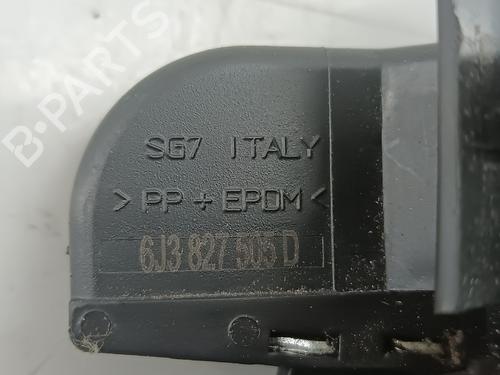 B-PARTS
SG7 ITALY
> PP + EPDM <
6J3 827 505 D